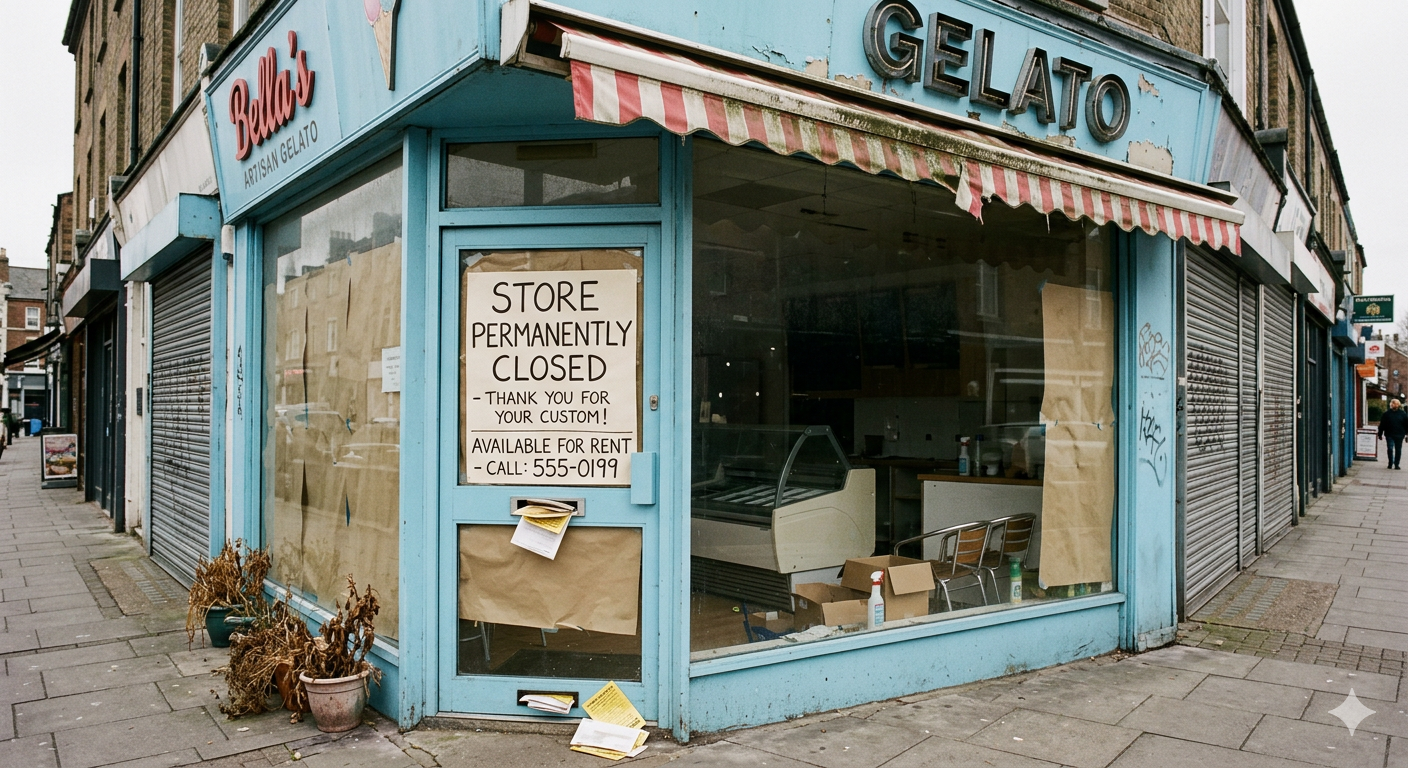 Bella's
ARTISAN GELATO
GELATO
STORE
PERMANENTLY
CLOSED
- THANK YOU FOR
YOUR CUSTOM!
AVAILABLE FOR RENT
- CALL: 555-0199